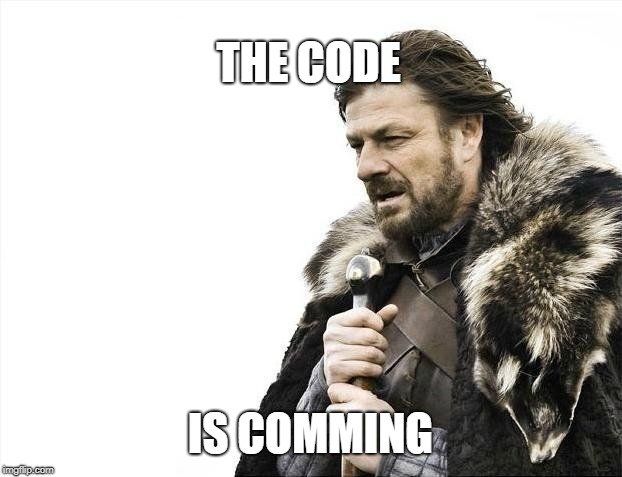 THE CODE
IS COMMING
imgflip.com